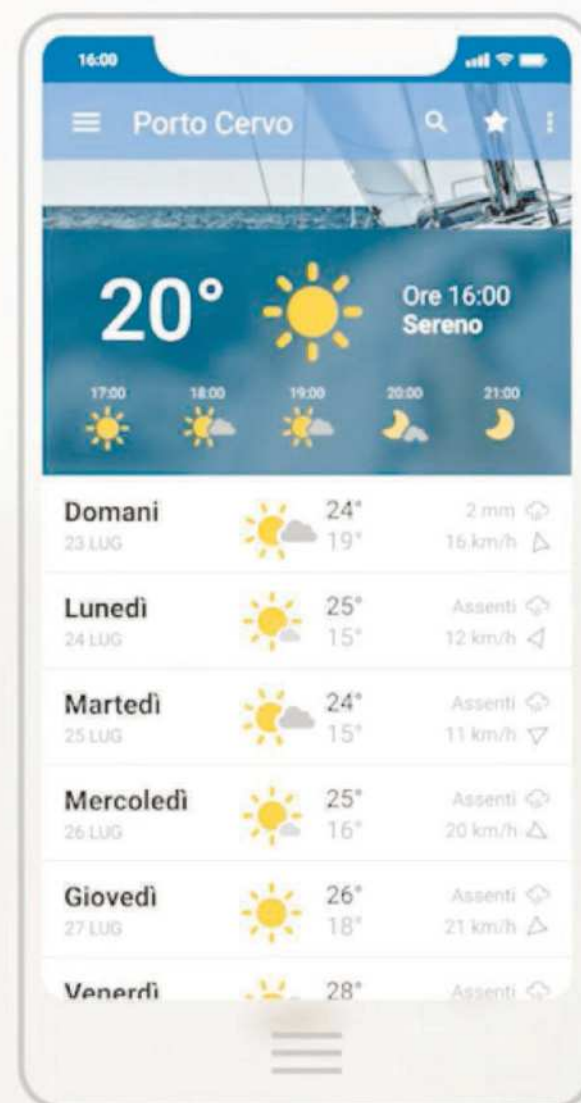 16:00
Porto Cervo
20°
Ore 16:00
Sereno
17:00 18:00 19:00 20:00 21:00
Domani 24° 2 mm
23 LUG 19° 16 km/h
Lunedì 25° Assenti
24 LUG 15° 12 km/h
Martedì 24° Assenti
25 LUG 15° 11 km/h
Mercoledì 25° Assenti
26 LUG 16° 20 km/h
Giovedì 26° Assenti
27 LUG 18° 21 km/h
Venerdì 28° Assenti